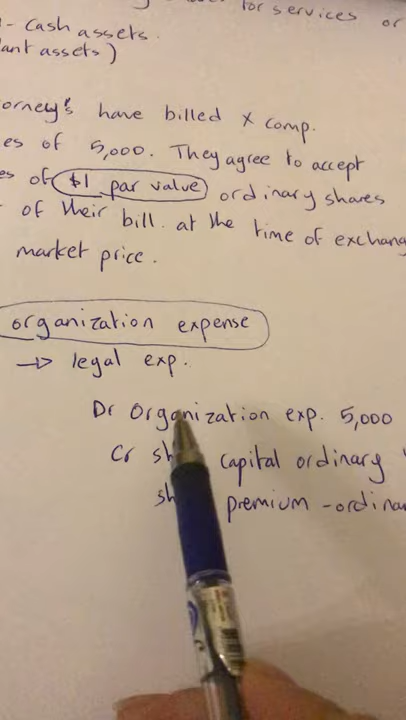 for services or
- cash assets.
ant assets)
orney's have billed x comp.
es of 5,000. They agree to accept
es of $1 par value ordinary shares
of their bill. at the time of exchang
market price.
organization expense
→ legal exp.
Dr Organization exp. 5,000
Cr sh capital ordinary
sh premium - ordinar